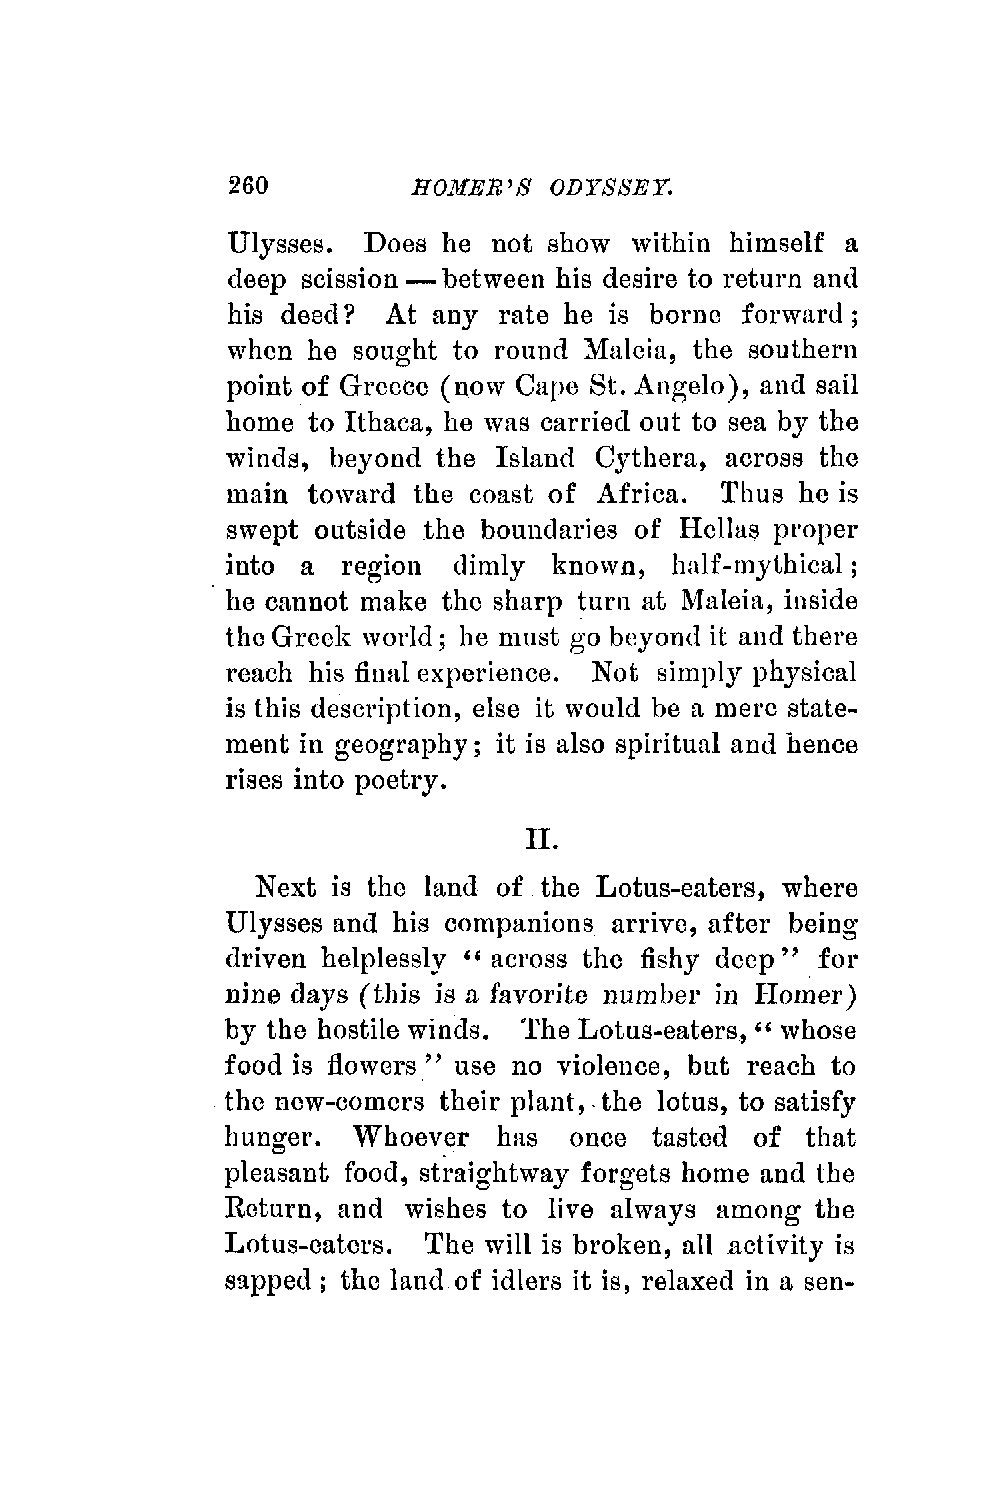 260 HOMER'S ODYSSEY.
Ulysses. Does he not show within himself a
deep scission — between his desire to return and
his deed? At any rate he is borne forward;
when he sought to round Maleia, the southern
point of Greece (now Cape St. Angelo), and sail
home to Ithaca, he was carried out to sea by the
winds, beyond the Island Cythera, across the
main toward the coast of Africa. Thus he is
swept outside the boundaries of Hellas proper
into a region dimly known, half-mythical;
he cannot make the sharp turn at Maleia, inside
the Greek world; he must go beyond it and there
reach his final experience. Not simply physical
is this description, else it would be a mere state-
ment in geography; it is also spiritual and hence
rises into poetry.
II.
Next is the land of the Lotus-eaters, where
Ulysses and his companions arrive, after being
driven helplessly "across the fishy deep" for
nine days (this is a favorite number in Homer)
by the hostile winds. The Lotus-eaters, "whose
food is flowers" use no violence, but reach to
the new-comers their plant, the lotus, to satisfy
hunger. Whoever has once tasted of that
pleasant food, straightway forgets home and the
Return, and wishes to live always among the
Lotus-eaters. The will is broken, all activity is
sapped; the land of idlers it is, relaxed in a sen-